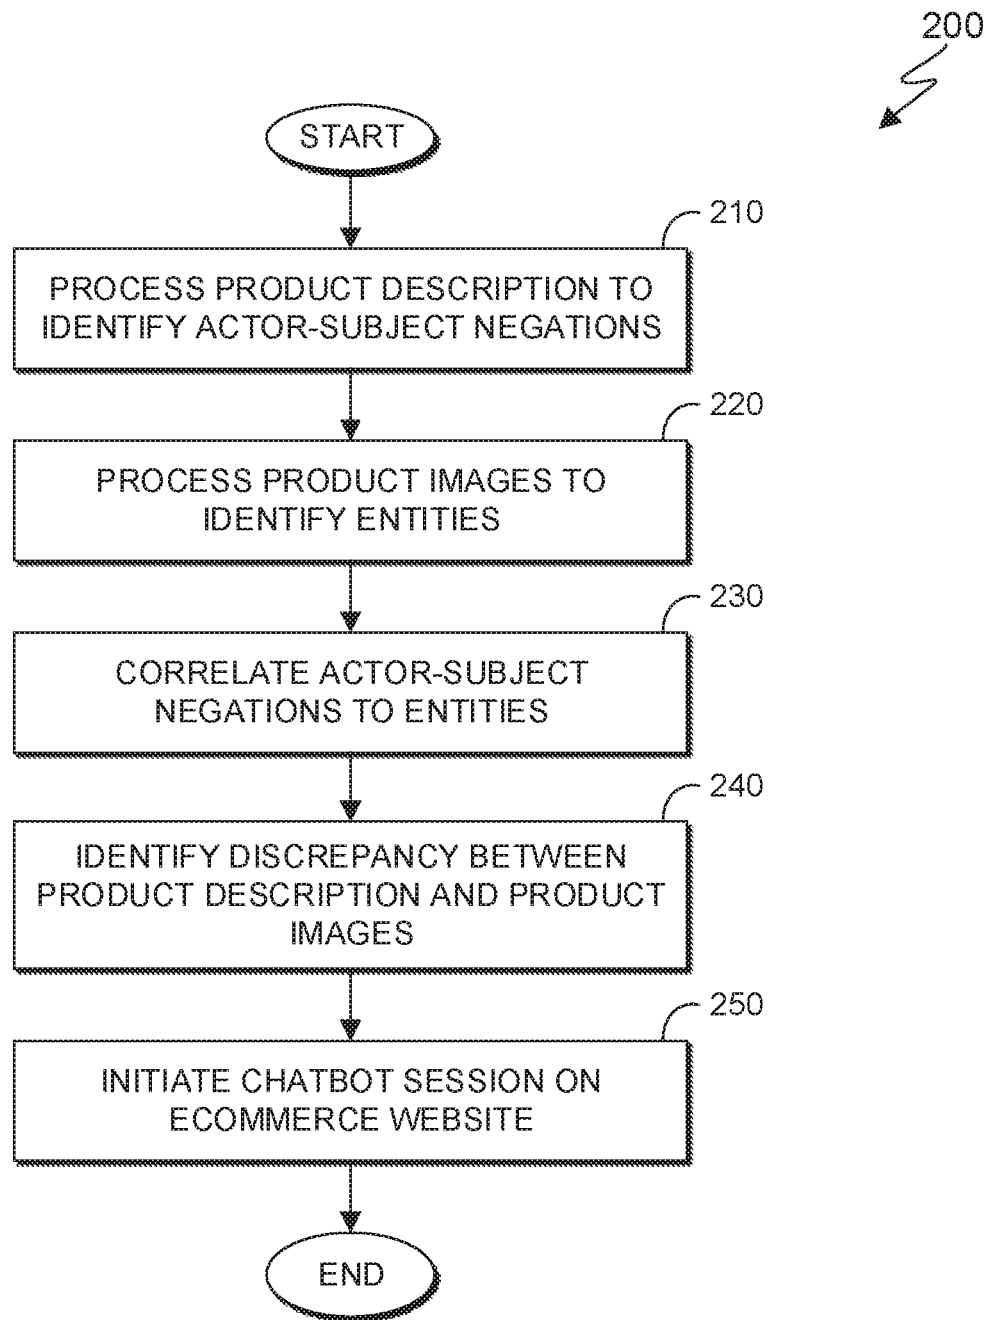 200
START
210
PROCESS PRODUCT DESCRIPTION TO
IDENTIFY ACTOR-SUBJECT NEGATIONS
220
PROCESS PRODUCT IMAGES TO
IDENTIFY ENTITIES
230
CORRELATE ACTOR-SUBJECT
NEGATIONS TO ENTITIES
240
IDENTIFY DISCREPANCY BETWEEN
PRODUCT DESCRIPTION AND PRODUCT
IMAGES
250
INITIATE CHATBOT SESSION ON
ECOMMERCE WEBSITE
END